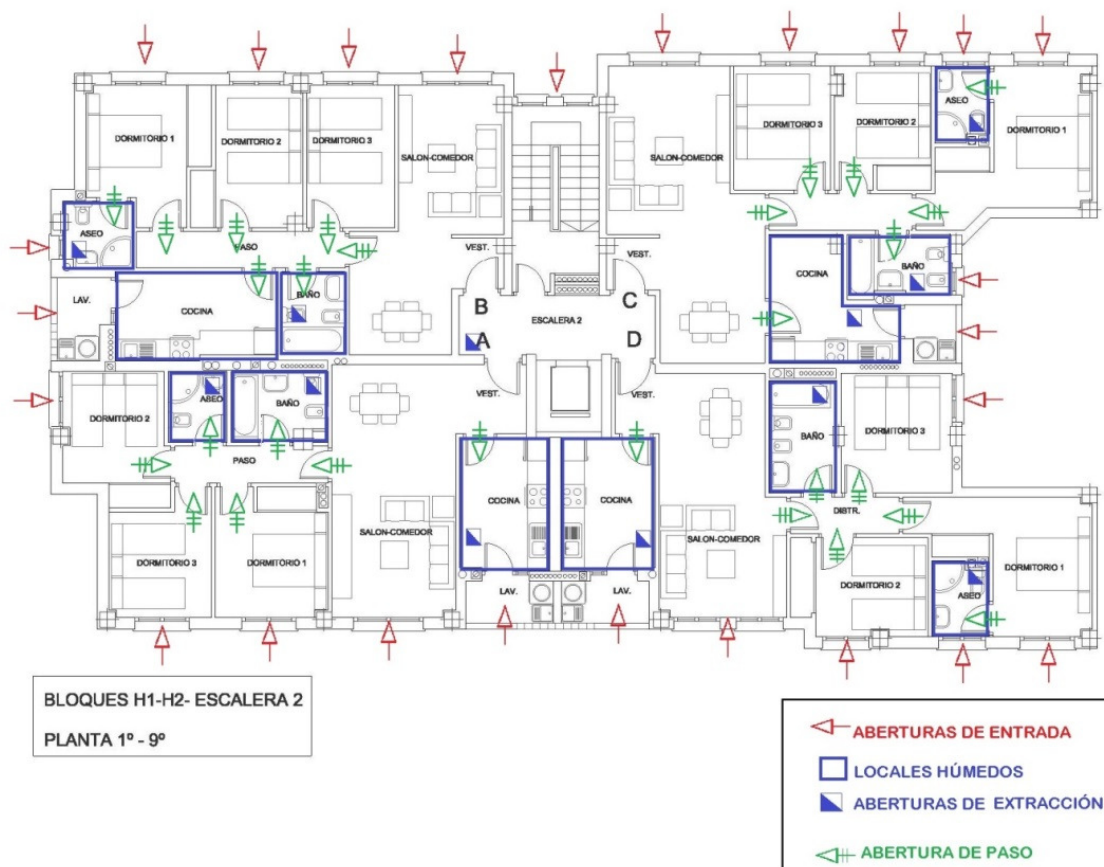 DORMITORIO 1
DORMITORIO 2
DORMITORIO 3
SALON-COMEDOR
ASEO
PASO
LAV.
COCINA
BAÑO
VEST.
B
A
ESCALERA 2
VEST.
C
D
VEST.
VEST.
SALON-COMEDOR
DORMITORIO 3
DORMITORIO 2
ASEO
DORMITORIO 1
COCINA
BAÑO
DORMITORIO 2
ASEO
BAÑO
PASO
DORMITORIO 3
DORMITORIO 1
SALON-COMEDOR
COCINA
LAV.
COCINA
LAV.
SALON-COMEDOR
BAÑO
DORMITORIO 3
DISTR.
DORMITORIO 2
ASEO
DORMITORIO 1
BLOQUES H1-H2- ESCALERA 2
PLANTA 1º - 9º
ABERTURAS DE ENTRADA
LOCALES HÚMEDOS
ABERTURAS DE EXTRACCIÓN
ABERTURA DE PASO